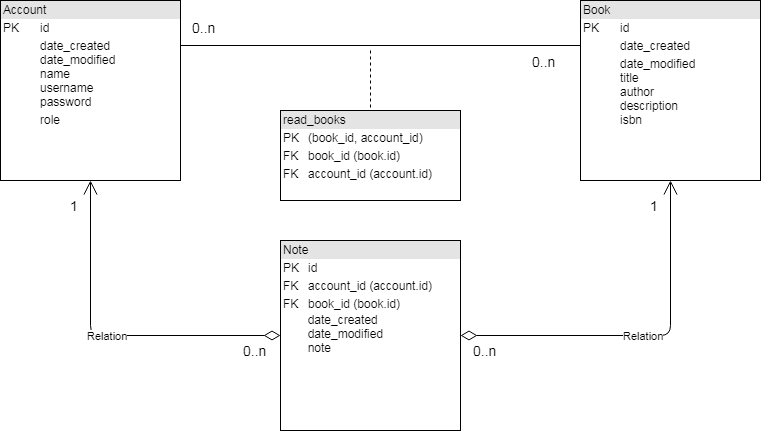 Account
PK id
date_created
date_modified
name
username
password
role
0..n
0..n
Book
PK id
date_created
date_modified
title
author
description
isbn
read_books
PK (book_id, account_id)
FK book_id (book.id)
FK account_id (account.id)
1
1
Note
PK id
FK account_id (account.id)
FK book_id (book.id)
date_created
date_modified
note
Relation
0..n
Relation
0..n